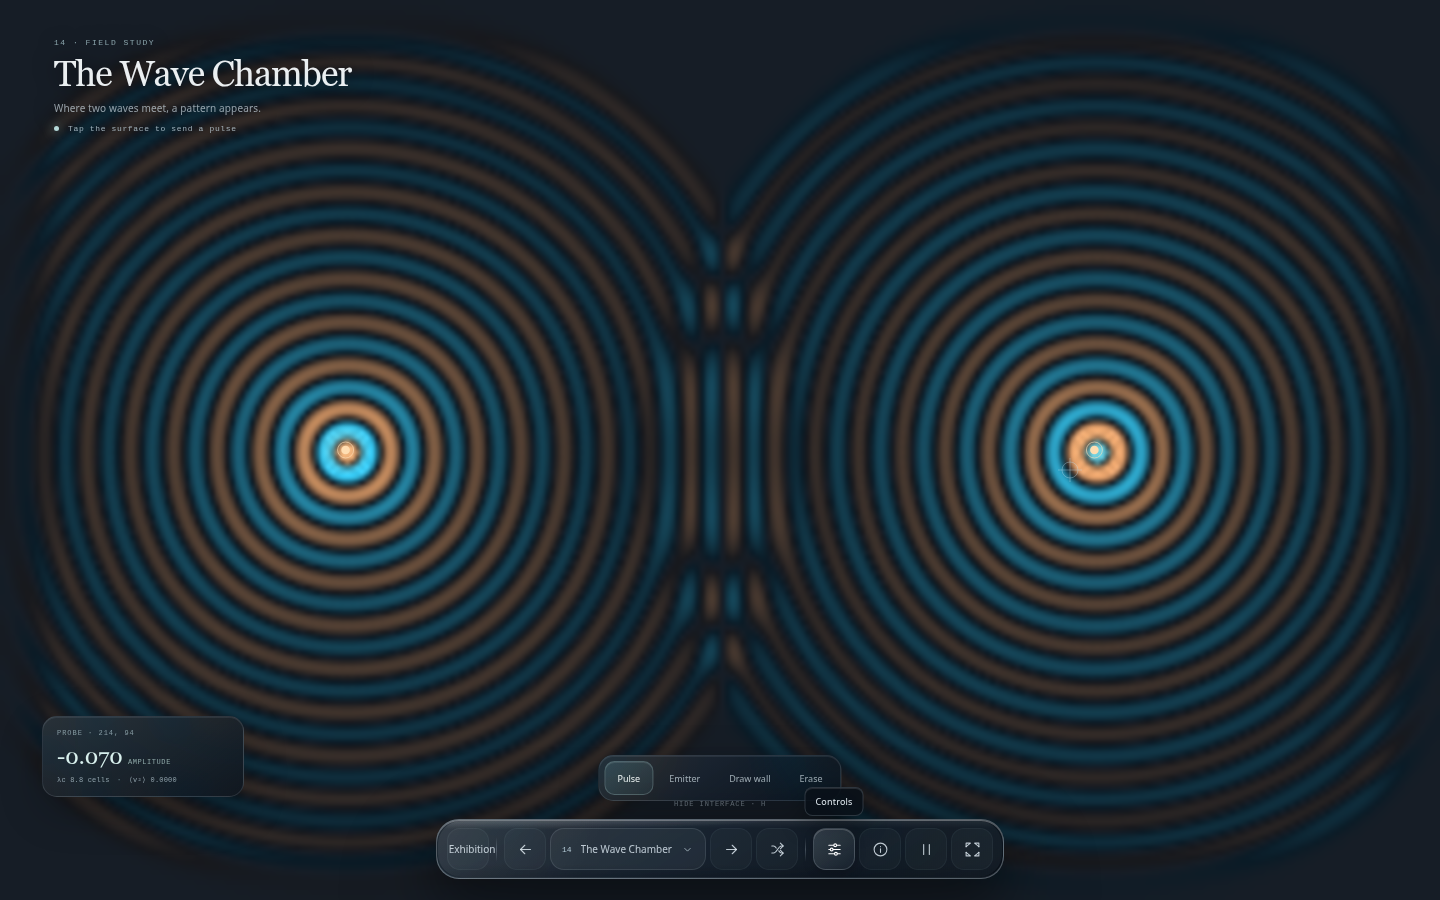 14 · FIELD STUDY
The Wave Chamber
Where two waves meet, a pattern appears.
Tap the surface to send a pulse
PROBE · 214, 94
-0.070 AMPLITUDE
λc 8.8 cells · ⟨v²⟩ 0.0000
Pulse Emitter Draw wall Erase
HIDE INTERFACE · H
Controls
Exhibition
14 The Wave Chamber